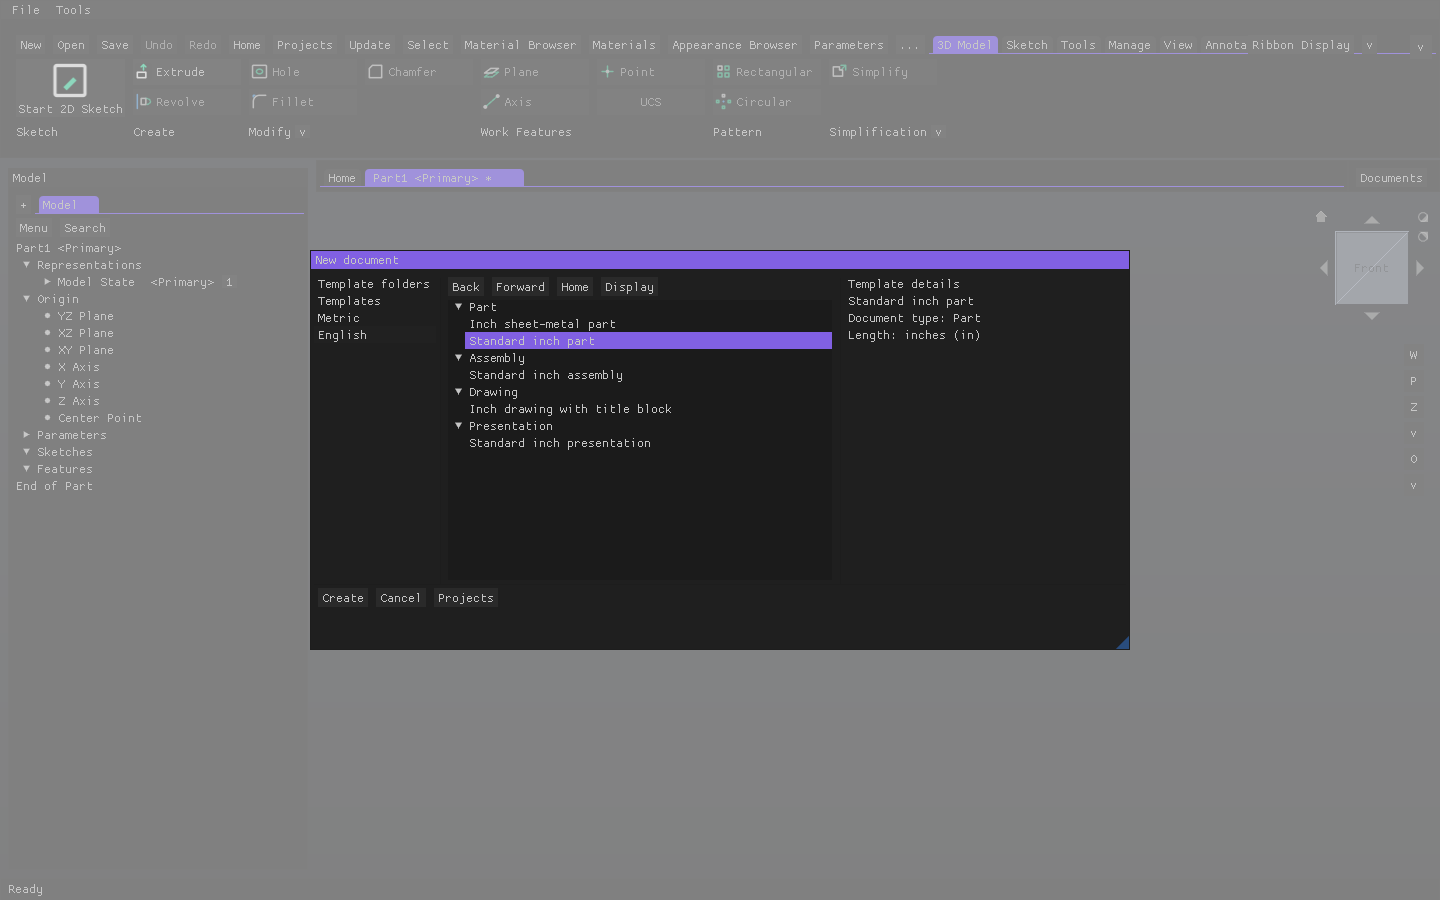 File Tools
New Open Save Undo Redo Home Projects Update Select Material Browser Materials Appearance Browser Parameters ... 3D Model Sketch Tools Manage View Annota Ribbon Display v v
Extrude Hole Chamfer Plane Point Rectangular Simplify
Revolve Fillet Axis UCS Circular
Start 2D Sketch
Sketch Create Modify v Work Features Pattern Simplification v
Model
Home Part1 <Primary> * Documents
+ Model
Menu Search
Part1 <Primary>
Representations
Model State <Primary> 1
Origin
YZ Plane
XZ Plane
XY Plane
X Axis
Y Axis
Z Axis
Center Point
Parameters
Sketches
Features
End of Part
New document
Template folders
Templates
Metric
English
Back Forward Home Display
Part
Inch sheet-metal part
Standard inch part
Assembly
Standard inch assembly
Drawing
Inch drawing with title block
Presentation
Standard inch presentation
Template details
Standard inch part
Document type: Part
Length: inches (in)
Create Cancel Projects
Front
W
P
Z
v
O
v
Ready